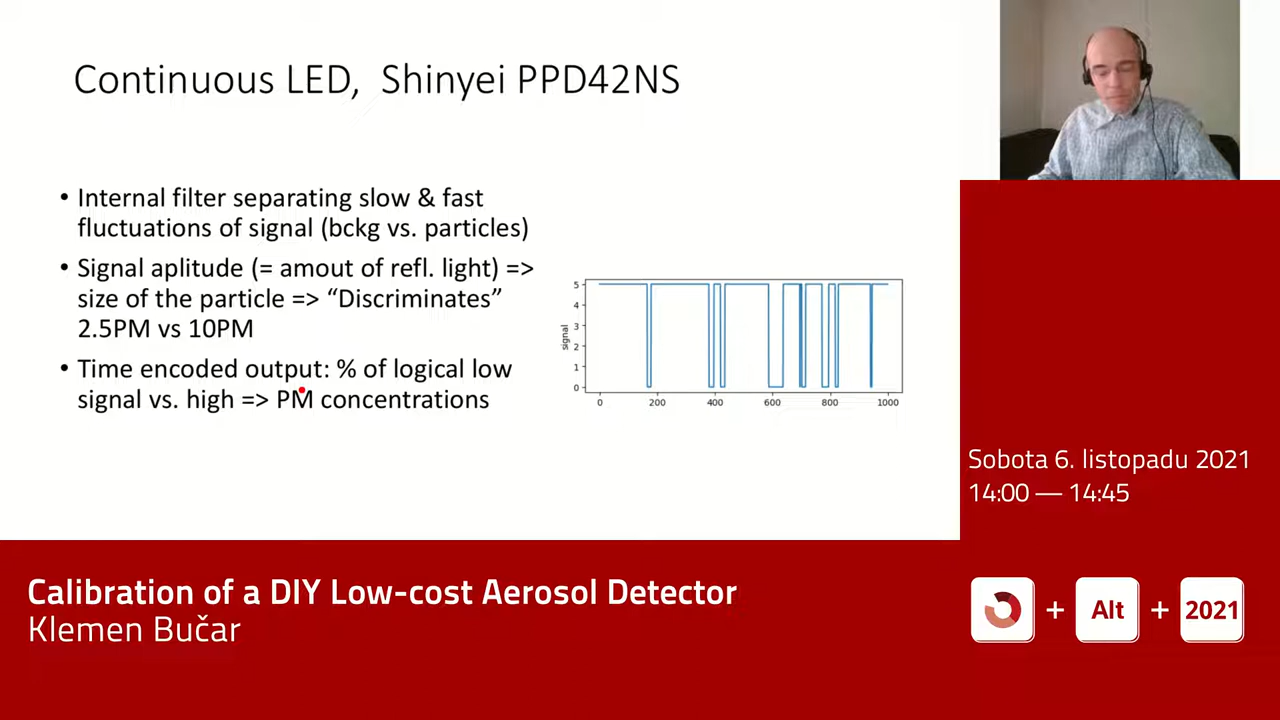 Continuous LED, Shinyei PPD42NS
• Internal filter separating slow & fast
fluctuations of signal (bckg vs. particles)
• Signal aplitude (= amout of refl. light) =>
size of the particle => “Discriminates”
2.5PM vs 10PM
• Time encoded output: % of logical low
signal vs. high => PM concentrations
signal
5
4
3
2
1
0
0 200 400 600 800 1000
Sobota 6. listopadu 2021
14:00 — 14:45
Calibration of a DIY Low-cost Aerosol Detector
Klemen Bučar
+ Alt + 2021